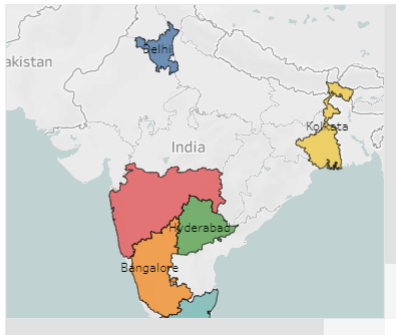 Delhi
akistan
Kolkata
India
Hyderabad
Bangalore